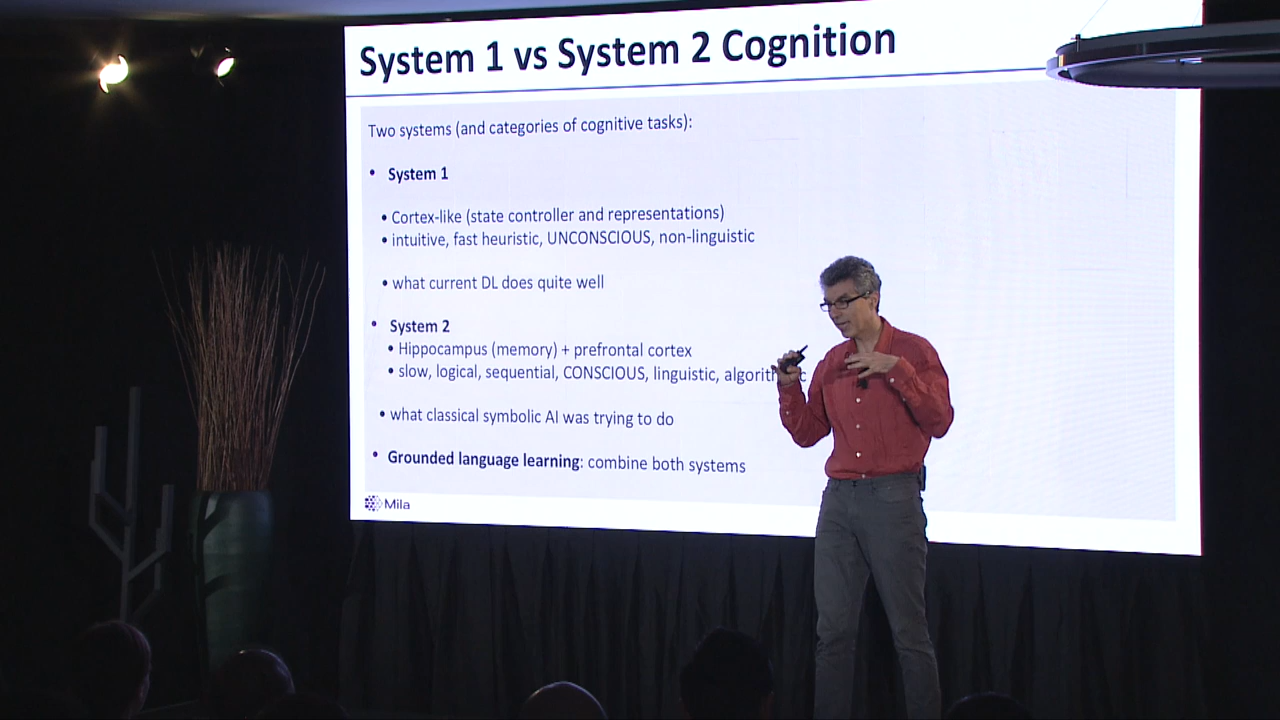 System 1 vs System 2 Cognition
Two systems (and categories of cognitive tasks):
• System 1
• Cortex-like (state controller and representations)
• intuitive, fast heuristic, UNCONSCIOUS, non-linguistic
• what current DL does quite well
• System 2
• Hippocampus (memory) + prefrontal cortex
• slow, logical, sequential, CONSCIOUS, linguistic,
• what classical symbolic AI was trying to do
• Grounded language learning: combine both systems
Mila